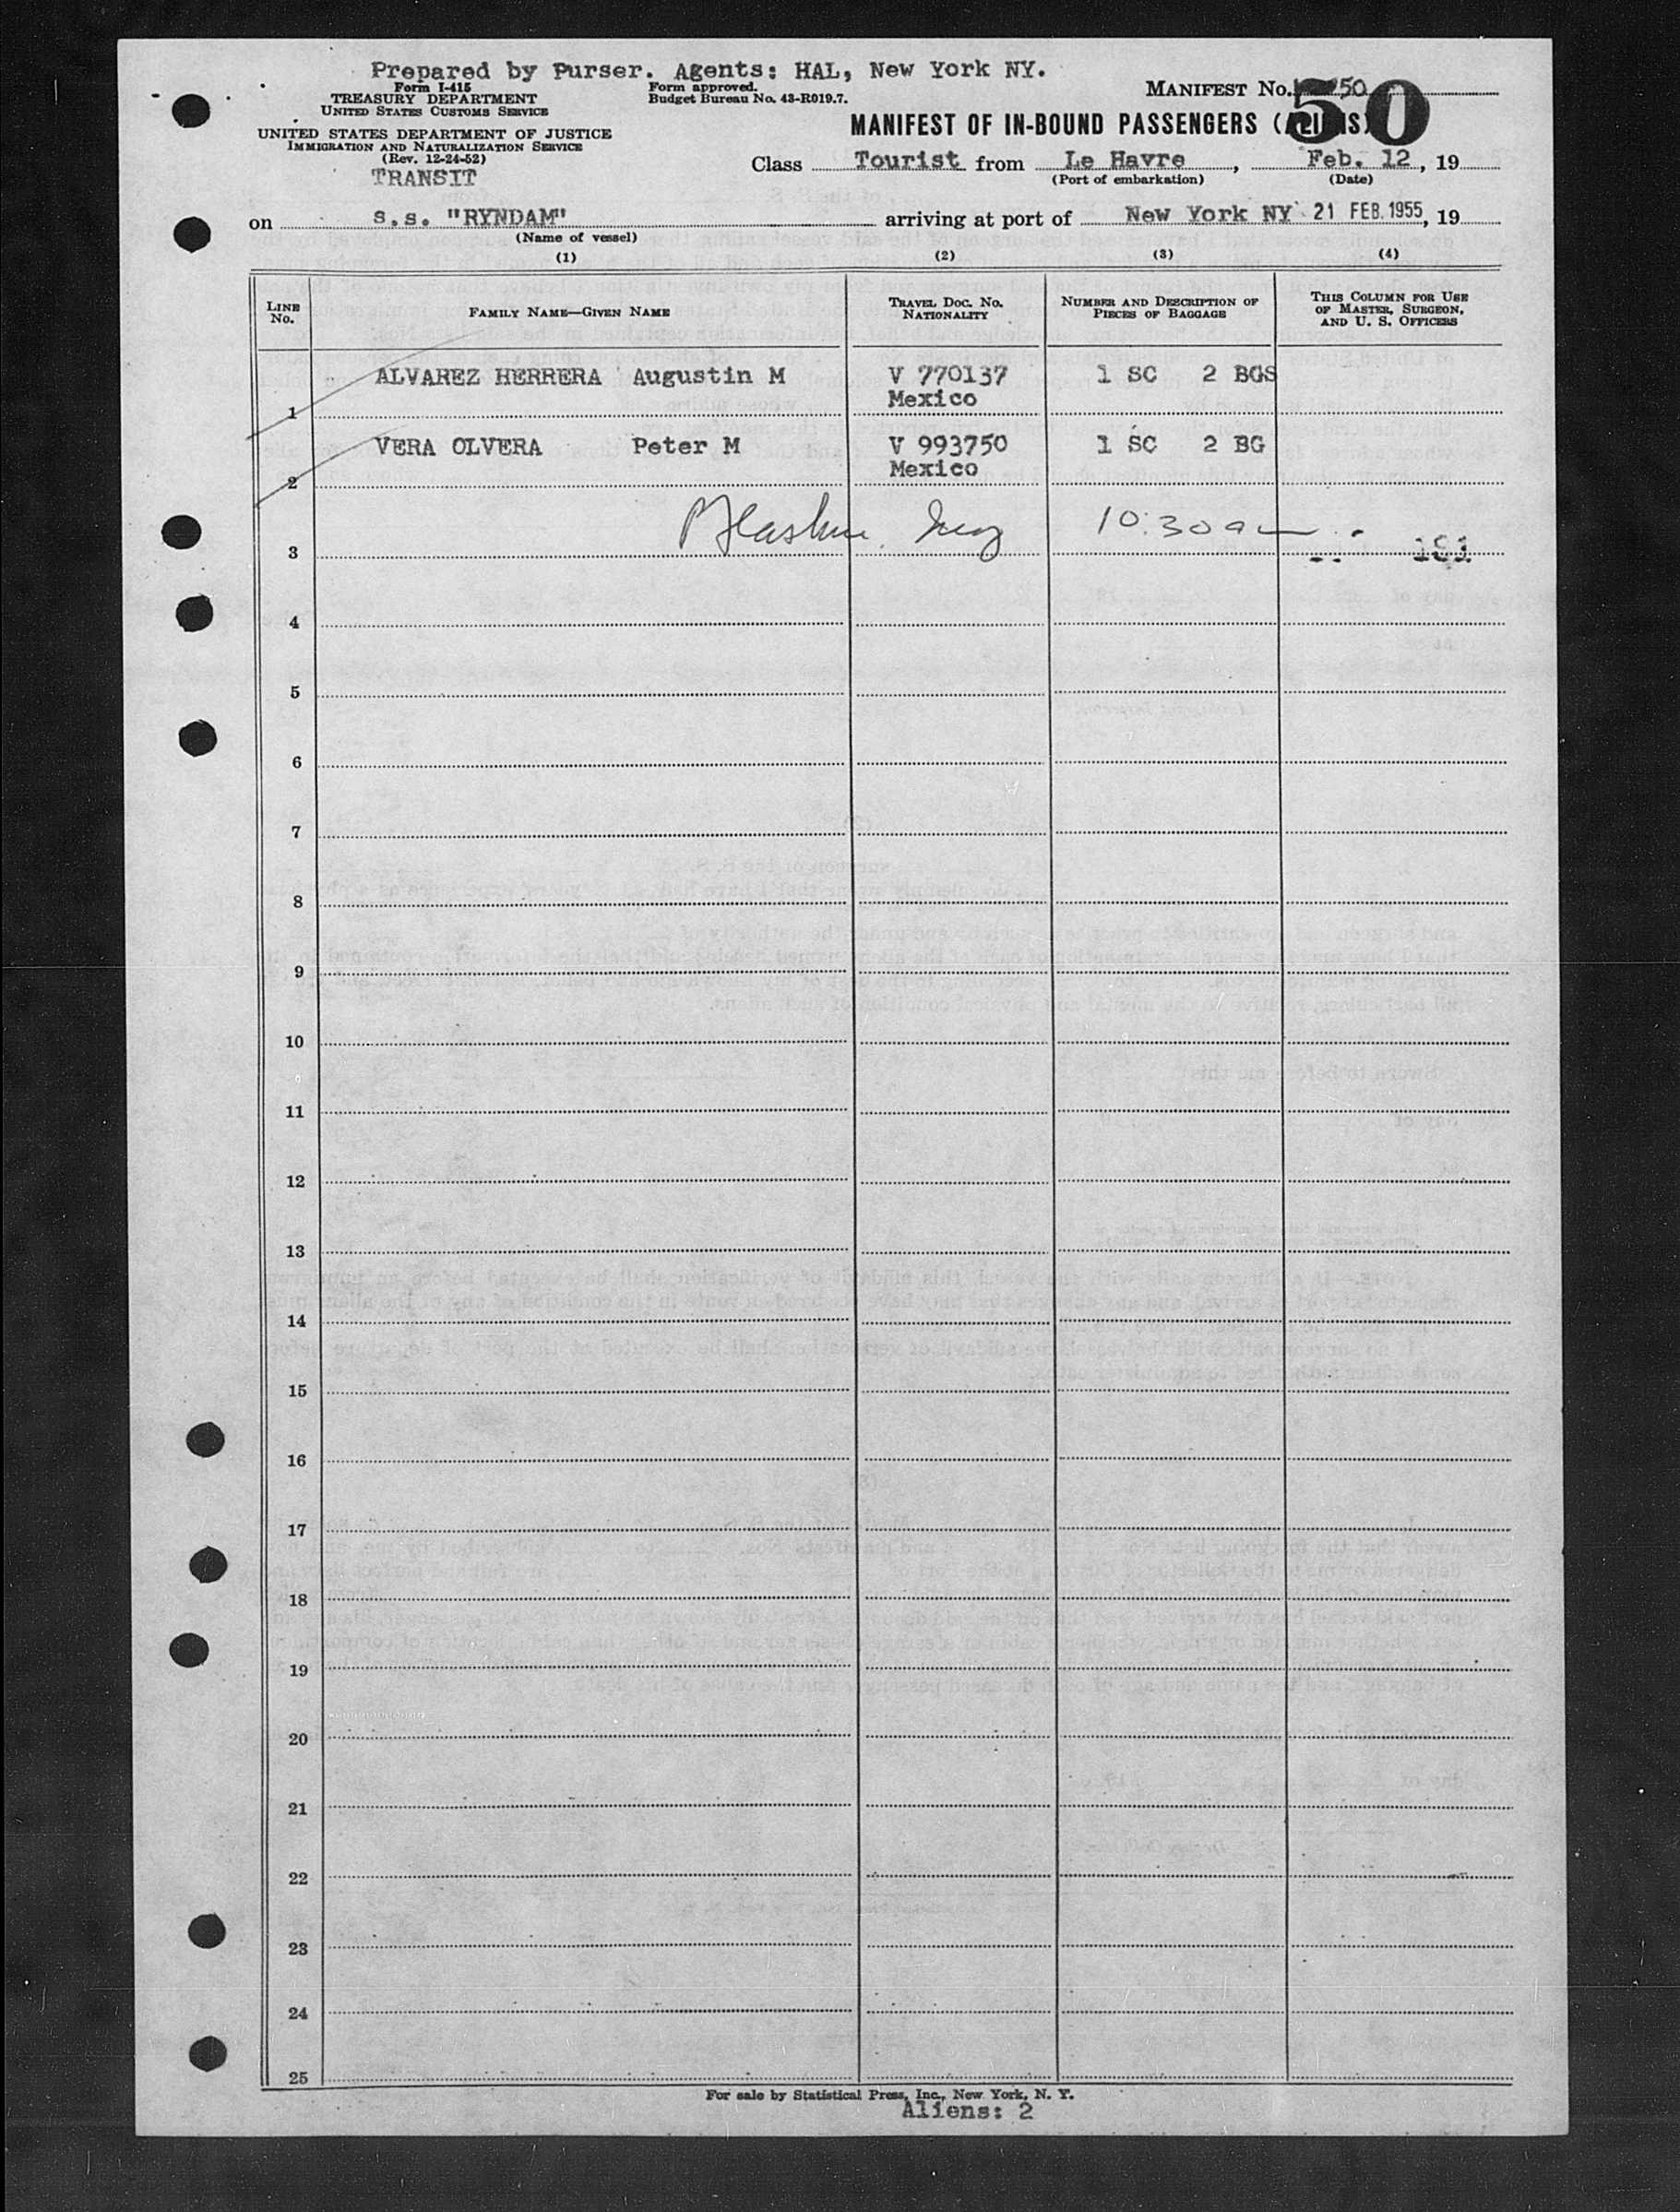 Prepared by Purser. Agents: HAL, New York NY.
Form I-415
TREASURY DEPARTMENT
UNITED STATES CUSTOMS SERVICE
Form approved.
Budget Bureau No. 43-R019.7.
MANIFEST No. 50
50
UNITED STATES DEPARTMENT OF JUSTICE
IMMIGRATION AND NATURALIZATION SERVICE
(Rev. 12-24-52)
TRANSIT
MANIFEST OF IN-BOUND PASSENGERS (ALIENS)
Class Tourist from Le Havre, Feb. 12, 19
(Port of embarkation) (Date)
on s.s. "RYNDAM" arriving at port of New York NY 21 FEB. 1955, 19
(Name of vessel)
(1) (2) (3) (4)
LINE No. FAMILY NAME—GIVEN NAME TRAVEL DOC. No. NATIONALITY NUMBER AND DESCRIPTION OF PIECES OF BAGGAGE THIS COLUMN FOR USE OF MASTER, SURGEON, AND U. S. OFFICERS
1 ALVAREZ HERRERA Augustin M V 770137 1 SC 2 BGS
Mexico
2 VERA OLVERA Peter M V 993750 1 SC 2 BG
Mexico
10:30 am
3
4
5
6
7
8
9
10
11
12
13
14
15
16
17
18
19
20
21
22
23
24
25
For sale by Statistical Press, Inc., New York, N. Y.
Aliens: 2